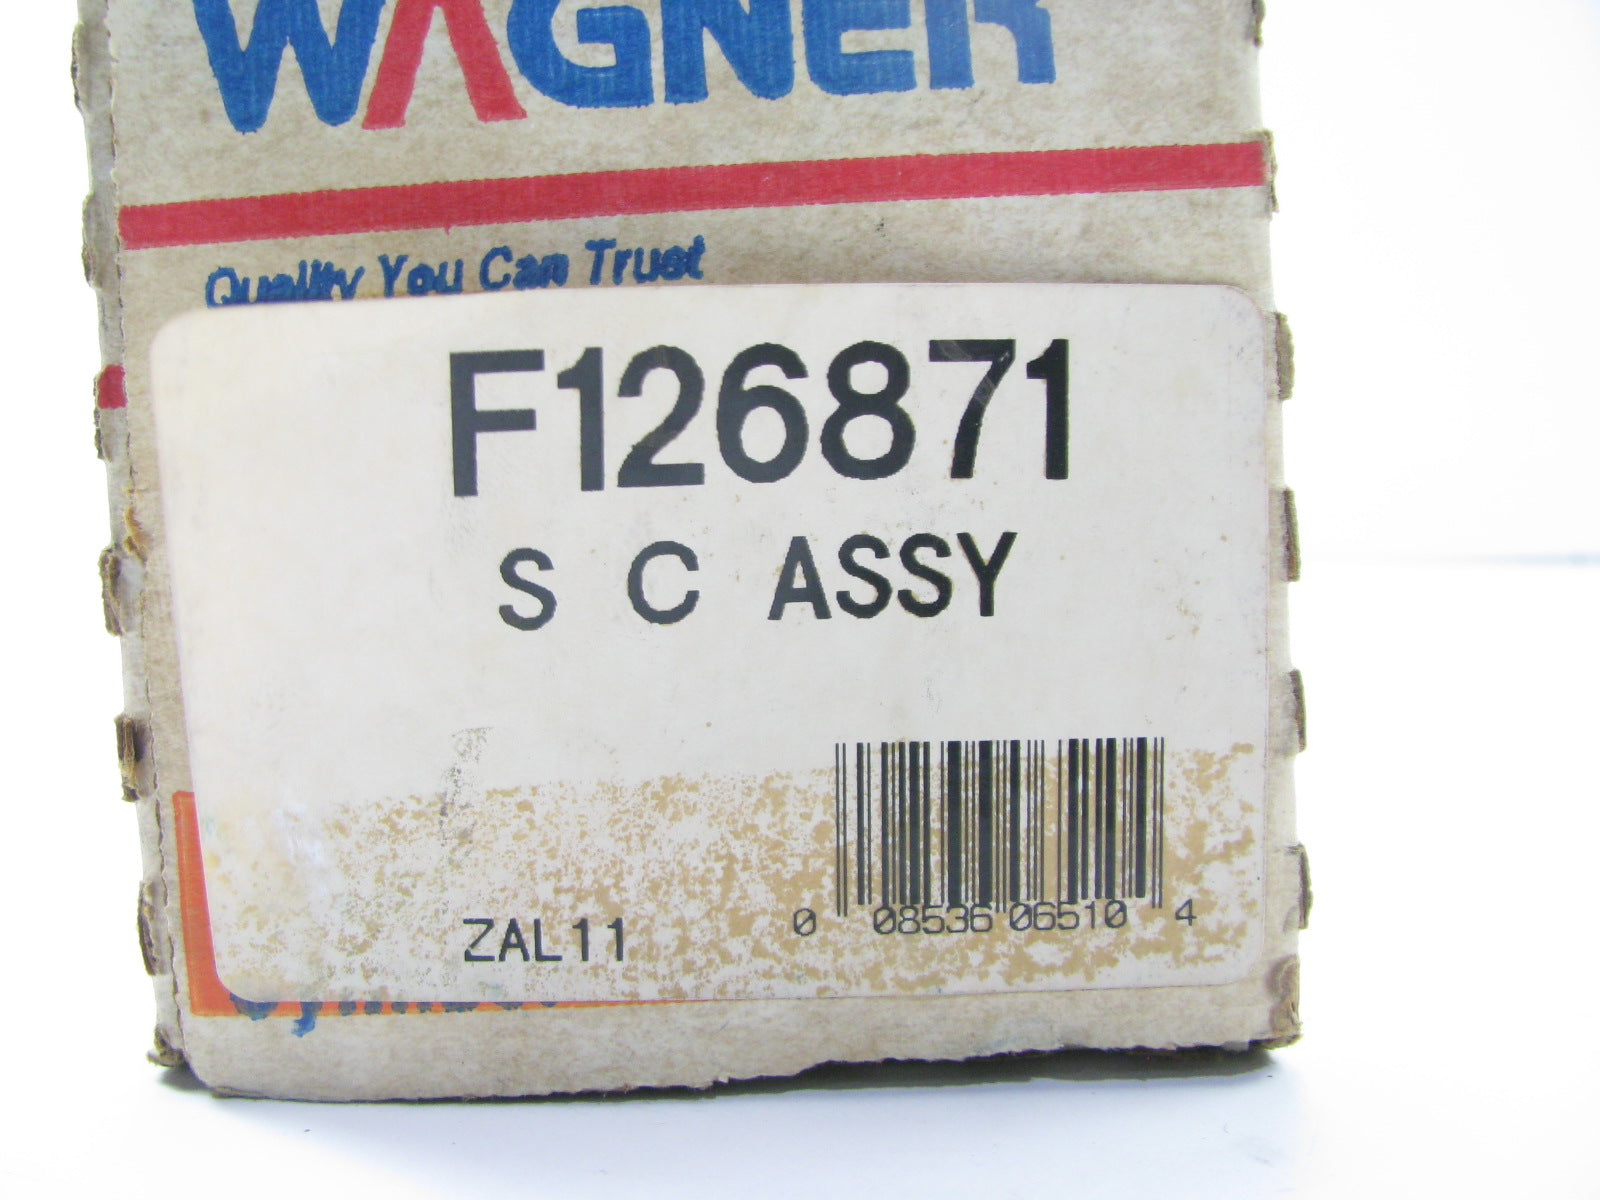 WAGNER
Quality You Can Trust
F126871
S C ASSY
ZAL11
0 08536 06510 4